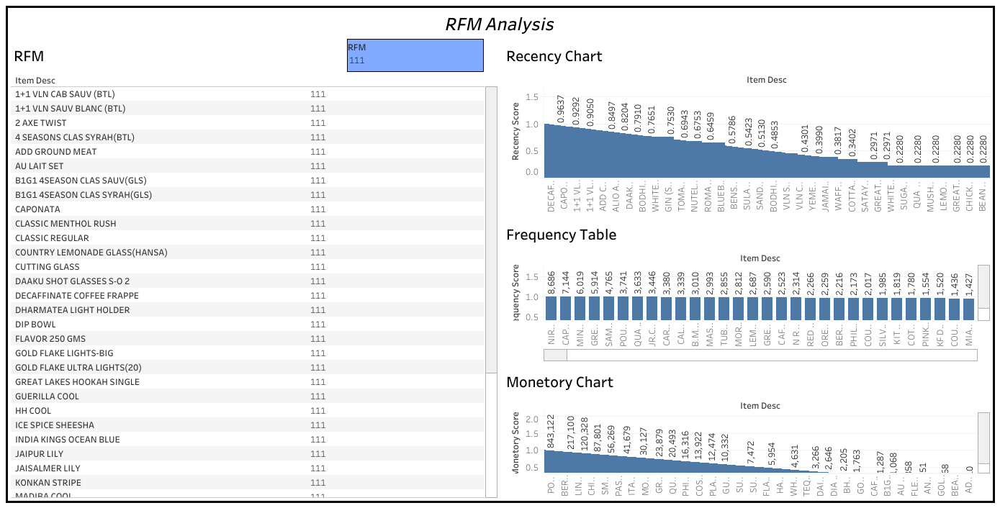 RFM Analysis
RFM
RFM
111
Item Desc
1+1 VLN CAB SAUV (BTL) 111
1+1 VLN SAUV BLANC (BTL) 111
2 AXE TWIST 111
4 SEASONS CLAS SYRAH(BTL) 111
ADD GROUND MEAT 111
AU LAIT SET 111
B1G1 4SEASON CLAS SAUV(GLS) 111
B1G1 4SEASON CLAS SYRAH(GLS) 111
CAPONATA 111
CLASSIC MENTHOL RUSH 111
CLASSIC REGULAR 111
COUNTRY LEMONADE GLASS(HANSA) 111
CUTTING GLASS 111
DAAKU SHOT GLASSES S-O 2 111
DECAFFINATE COFFEE FRAPPE 111
DHARMATEA LIGHT HOLDER 111
DIP BOWL 111
FLAVOR 250 GMS 111
GOLD FLAKE LIGHTS-BIG 111
GOLD FLAKE ULTRA LIGHTS(20) 111
GREAT LAKES HOOKAH SINGLE 111
GUERILLA COOL 111
HH COOL 111
ICE SPICE SHEESHA 111
INDIA KINGS OCEAN BLUE 111
JAIPUR LILY 111
JAISALMER LILY 111
KONKAN STRIPE 111
MADIRA COOL 111
Recency Chart
Item Desc
Recency Score
1.5
1.0
0.5
0.0
0.9637 0.9292 0.9050 0.8497 0.8204 0.7910 0.7651 0.7530 0.6943 0.6753 0.6459 0.5786 0.5423 0.5130 0.4853 0.4301 0.3990 0.3817 0.3402 0.2971 0.2971 0.2280 0.2280 0.2280 0.2280 0.2280 0.2280
DECAF.. CAPO.. 1+1 VL.. 1+1 VL.. ADD C.. ALIO A.. DAAK.. BODHI.. WHITE.. GIN (S.. TOMA.. NUTEL.. ROMA .. BLUEB.. BENS.. SULA .. SAND.. BODHI.. VLN S.. VLN C.. YEME.. JAMAI.. WAFF.. COTTA.. SATAY.. GREAT.. WHITE.. SUGA.. QUA .. MUSH.. LEMO.. GREAT.. CHICK.. BEAN ..
Frequency Table
Item Desc
equency Score
1.5
1.0
0.5
8,686 7,144 6,019 5,914 4,765 3,741 3,633 3,446 3,380 3,339 3,010 2,993 2,855 2,812 2,687 2,590 2,523 2,314 2,266 2,259 2,216 2,173 2,017 1,985 1,819 1,780 1,554 1,520 1,436 1,427
NIR.. CAP.. MIN.. GRE.. SAM.. POU.. QUA .. JR.C.. CAR.. CAL.. B.M... MAS.. TUB.. MOR.. LEM.. GRE.. CAF.. N R .. RED .. ORE.. BER.. PHIL.. COU.. SILV.. KIT .. COT.. PINK.. KF D.. COU.. MIA..
Monetory Chart
Item Desc
Monetory Score
2.0
1.5
1.0
0.5
843,122 217,100 120,328 87,801 56,269 41,679 30,127 23,879 20,493 16,316 13,922 12,474 10,332 7,472 5,954 4,631 3,266 2,646 2,205 1,763 1,287 1,068 58 51 0
PO.. BER.. LIN.. CHI.. SM.. PAS.. ITA.. MO.. GR.. QU.. PHI.. COS.. PLA.. GU.. SU.. SU.. FLA.. HA.. WH.. TEQ.. DAI.. DIA .. BH.. GO.. CAF.. B1G.. AU .. FLE.. AN.. GOL.. BEA.. AD..